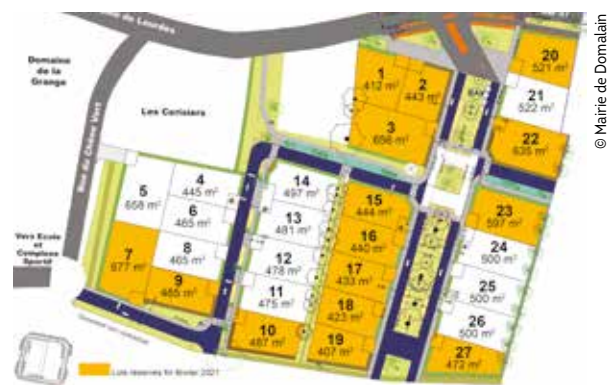 de Lourdes
Domaine
de la
Grange
Les Cerisiers
Rue du Chêne Vert
Vers Ecole
et
Complexe
Sportif
1
412 m²
2
443 m²
3
656 m²
20
521 m²
21
522 m²
22
635 m²
4
445 m²
5
658 m²
6
465 m²
7
677 m²
8
465 m²
9
465 m²
14
497 m²
13
481 m²
12
478 m²
11
475 m²
10
487 m²
15
444 m²
16
440 m²
17
433 m²
18
423 m²
19
407 m²
23
597 m²
24
500 m²
25
500 m²
26
500 m²
27
472 m²
Lots réservés fin février 2021
© Mairie de Domalain